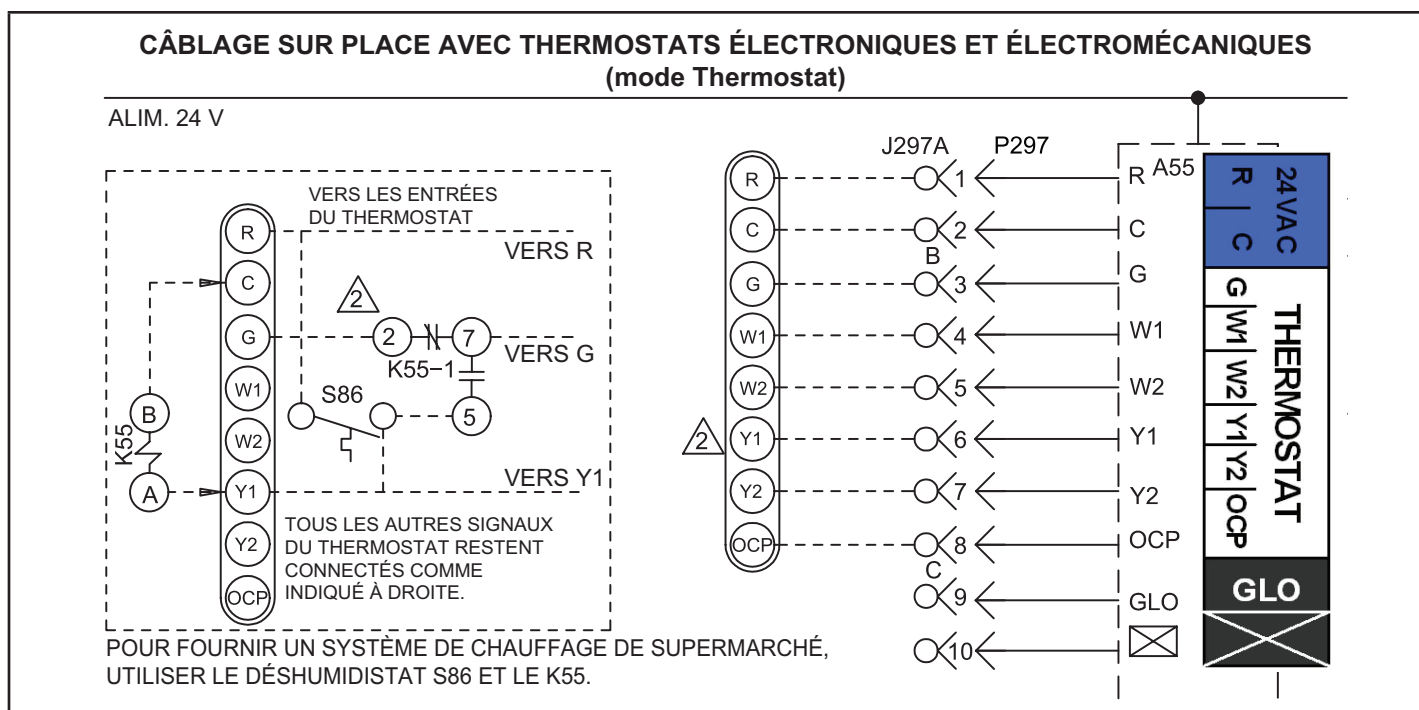 CÂBLAGE SUR PLACE AVEC THERMOSTATS ÉLECTRONIQUES ET ÉLECTROMÉCANIQUES
(mode Thermostat)
ALIM. 24 V
VERS LES ENTRÉES
DU THERMOSTAT
R
VERS R
C
2
G
2
7
VERS G
K55-1
W1
S86
B
5
K55
W2
A
Y1
VERS Y1
TOUS LES AUTRES SIGNAUX
DU THERMOSTAT RESTENT
CONNECTÉS COMME
INDIQUÉ À DROITE.
Y2
OCP
POUR FOURNIR UN SYSTÈME DE CHAUFFAGE DE SUPERMARCHÉ,
UTILISER LE DÉSHUMIDISTAT S86 ET LE K55.
J297A P297
R 1 R A55
C 2 C
B
G 3 G
W1 4 W1
W2 5 W2
2
Y1 6 Y1
Y2 7 Y2
OCP 8 OCP
C
9 GLO
10
24VAC
R C
THERMOSTAT
G W1 W2 Y1 Y2 OCP
GLO